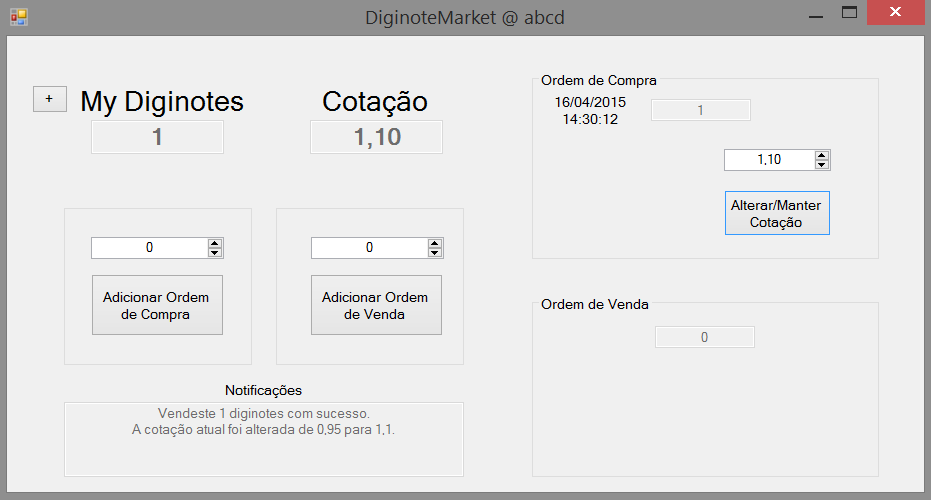 DiginoteMarket @ abcd
+
My Diginotes
1
Cotação
1,10
0
Adicionar Ordem
de Compra
0
Adicionar Ordem
de Venda
Notificações
Vendeste 1 diginotes com sucesso.
A cotação atual foi alterada de 0,95 para 1,1.
Ordem de Compra
16/04/2015
14:30:12
1
1,10
Alterar/Manter
Cotação
Ordem de Venda
0